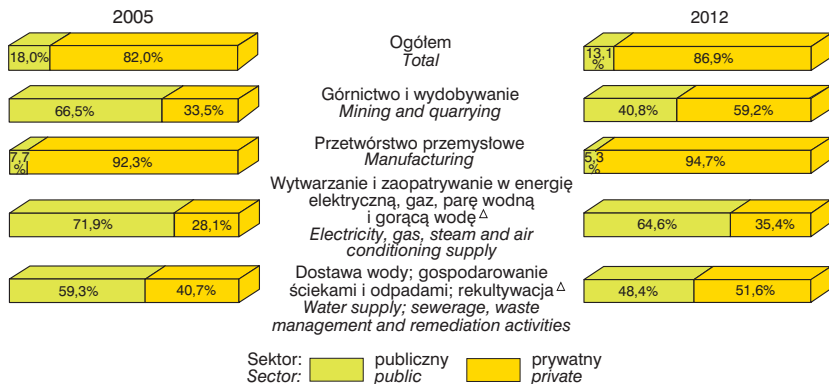 2005
2012
18,0%
82,0%
Ogółem
Total
13,1
%
86,9%
66,5%
33,5%
Górnictwo i wydobywanie
Mining and quarrying
40,8%
59,2%
7,7
%
92,3%
Przetwórstwo przemysłowe
Manufacturing
5,3
%
94,7%
71,9%
28,1%
Wytwarzanie i zaopatrywanie w energię
elektryczną, gaz, parę wodną
i gorącą wodę Δ
Electricity, gas, steam and air
conditioning supply
64,6%
35,4%
59,3%
40,7%
Dostawa wody; gospodarowanie
ściekami i odpadami; rekultywacja Δ
Water supply; sewerage, waste
management and remediation activities
48,4%
51,6%
Sektor: publiczny prywatny
Sector: public private